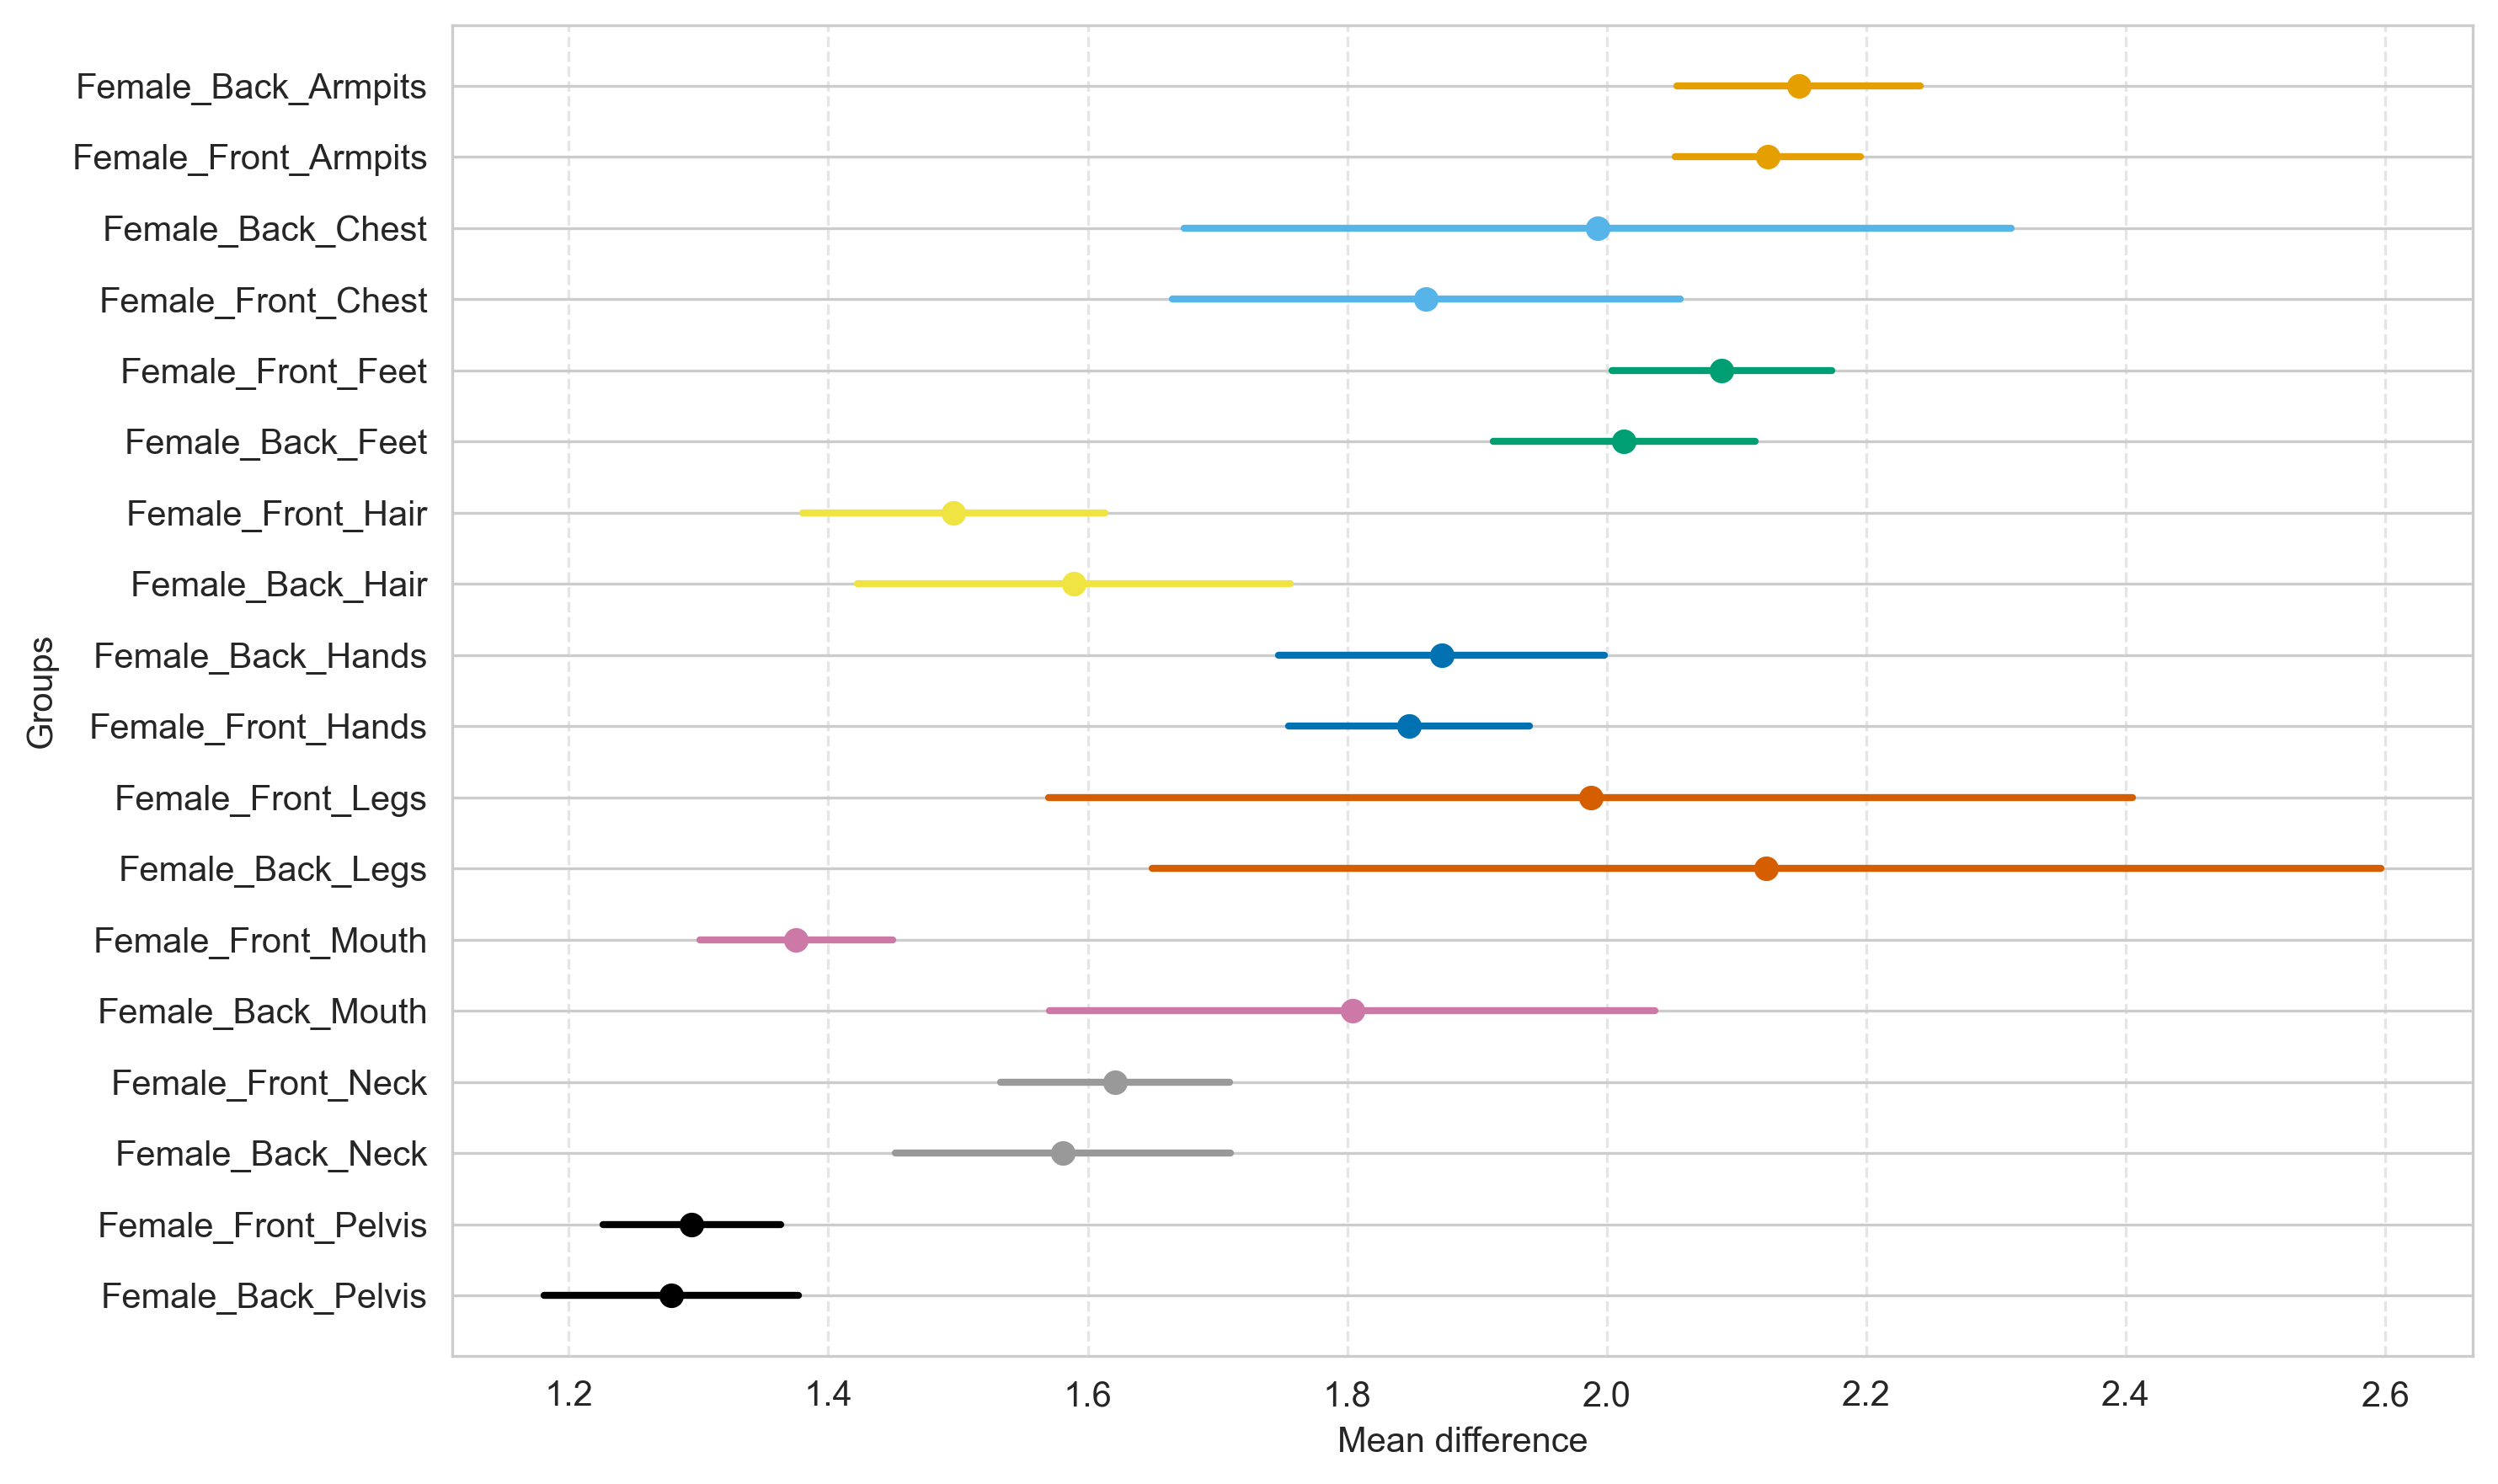 Female_Back_Armpits
Female_Front_Armpits
Female_Back_Chest
Female_Front_Chest
Female_Front_Feet
Female_Back_Feet
Female_Front_Hair
Female_Back_Hair
Female_Back_Hands
Female_Front_Hands
Female_Front_Legs
Female_Back_Legs
Female_Front_Mouth
Female_Back_Mouth
Female_Front_Neck
Female_Back_Neck
Female_Front_Pelvis
Female_Back_Pelvis
Groups
1.2 1.4 1.6 1.8 2.0 2.2 2.4 2.6
Mean difference